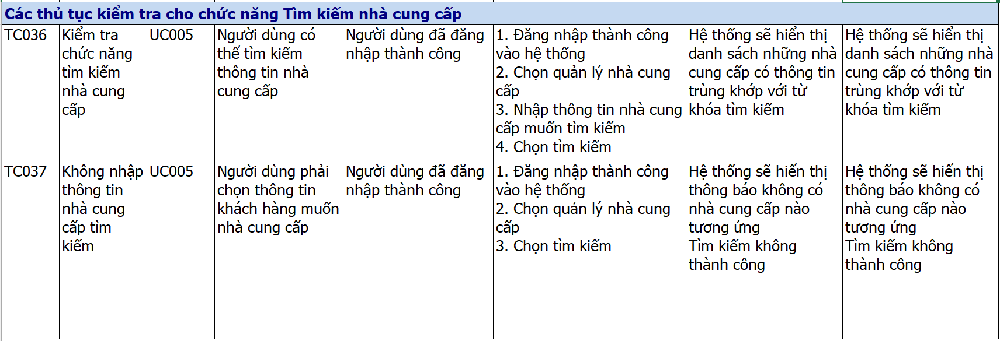 Các thủ tục kiểm tra cho chức năng Tìm kiếm nhà cung cấp
TC036
Kiểm tra
chức năng
tìm kiếm
nhà cung
cấp
UC005
Người dùng có
thể tìm kiếm
thông tin nhà
cung cấp
Người dùng đã đăng
nhập thành công
1. Đăng nhập thành công
vào hệ thống
2. Chọn quản lý nhà cung
cấp
3. Nhập thông tin nhà cung
cấp muốn tìm kiếm
4. Chọn tìm kiếm
Hệ thống sẽ hiển thị
danh sách những nhà
cung cấp có thông tin
trùng khớp với từ
khóa tìm kiếm
Hệ thống sẽ hiển thị
danh sách những nhà
cung cấp có thông tin
trùng khớp với từ
khóa tìm kiếm
TC037
Không nhập
thông tin
nhà cung
cấp tìm
kiếm
UC005
Người dùng phải
chọn thông tin
khách hàng muốn
nhà cung cấp
Người dùng đã đăng
nhập thành công
1. Đăng nhập thành công
vào hệ thống
2. Chọn quản lý nhà cung
cấp
3. Chọn tìm kiếm
Hệ thống sẽ hiển thị
thông báo không có
nhà cung cấp nào
tương ứng
Tìm kiếm không
thành công
Hệ thống sẽ hiển thị
thông báo không có
nhà cung cấp nào
tương ứng
Tìm kiếm không
thành công